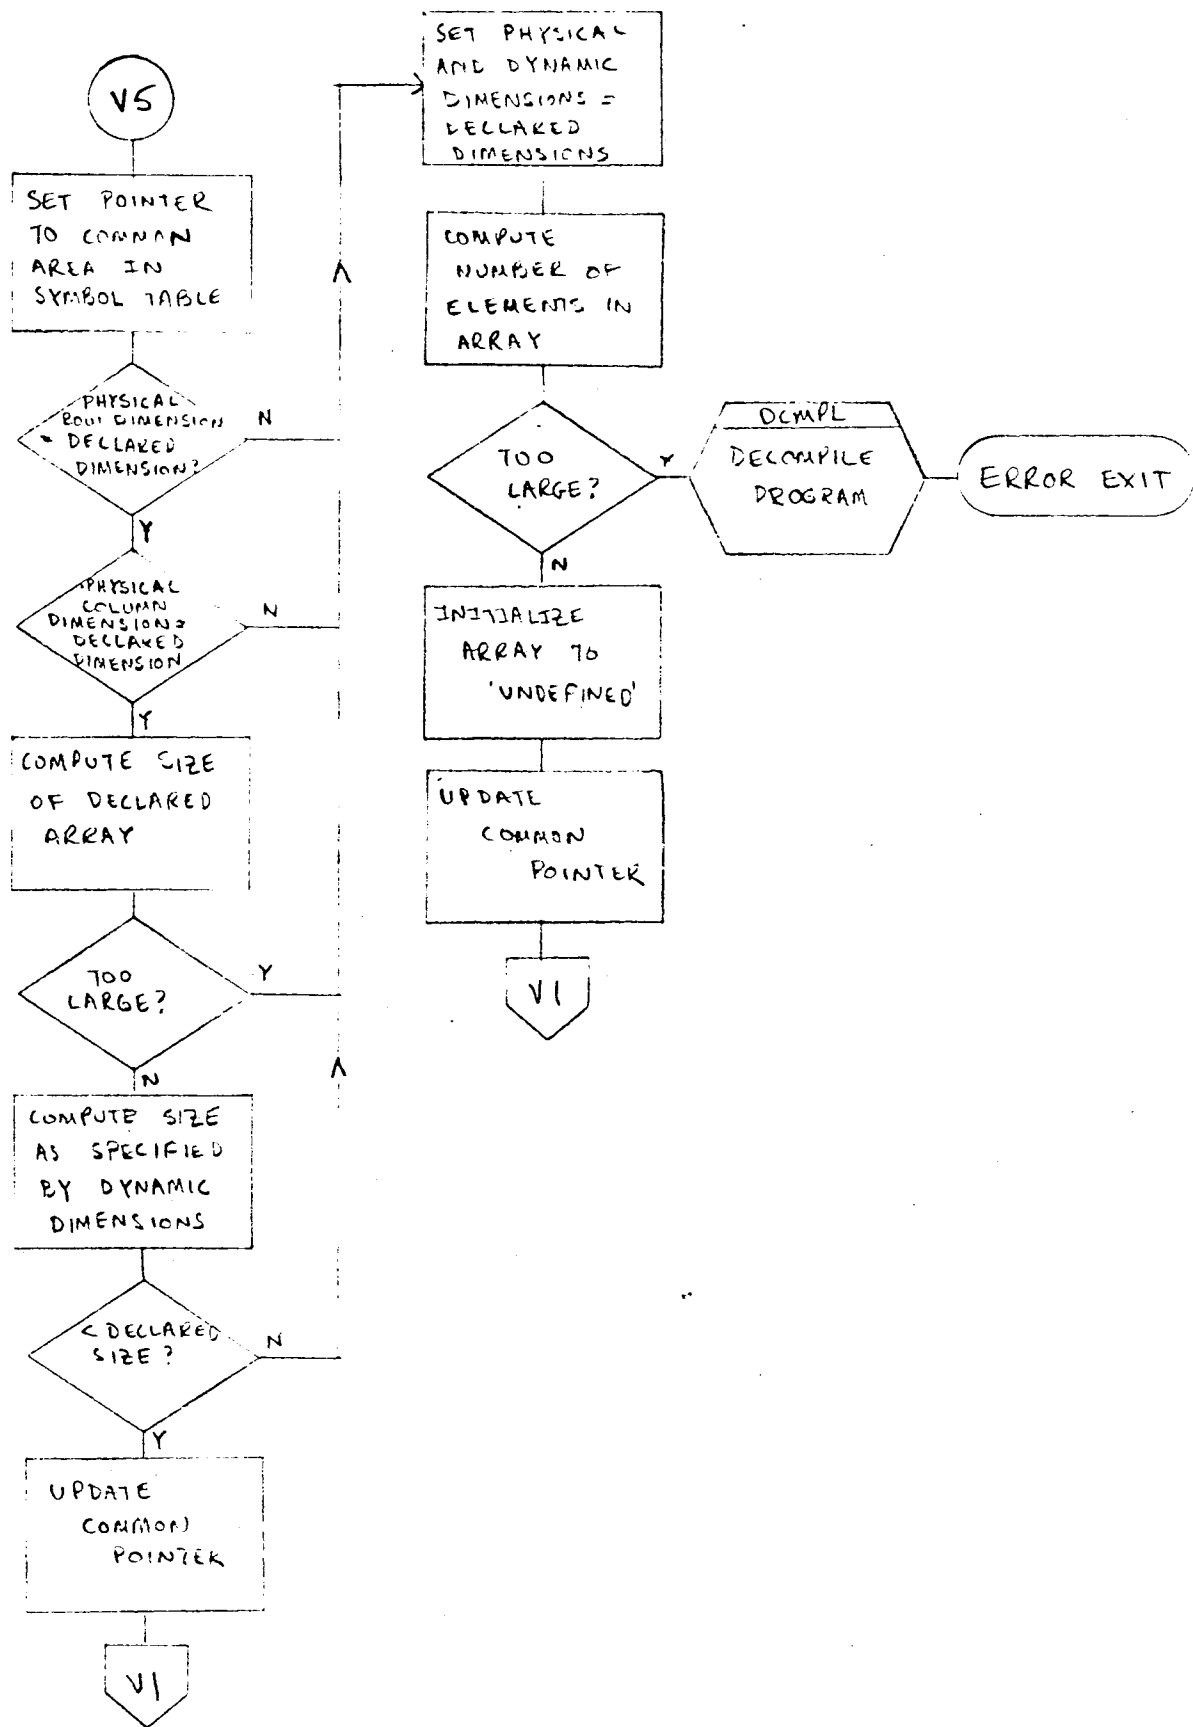 V5
SET POINTER
TO COMMON
AREA IN
SYMBOL TABLE
PHYSICAL
ROW DIMENSION
= DECLARED
DIMENSION?
N
Y
PHYSICAL
COLUMN
DIMENSION =
DECLARED
DIMENSION
N
Y
COMPUTE SIZE
OF DECLARED
ARRAY
TOO
LARGE?
Y
N
COMPUTE SIZE
AS SPECIFIED
BY DYNAMIC
DIMENSIONS
< DECLARED
SIZE?
N
Y
UPDATE
COMMON
POINTER
V1
SET PHYSICAL
AND DYNAMIC
DIMENSIONS =
DECLARED
DIMENSIONS
COMPUTE
NUMBER OF
ELEMENTS IN
ARRAY
TOO
LARGE?
Y
DCMPL
DECOMPILE
PROGRAM
ERROR EXIT
N
INITIALIZE
ARRAY TO
'UNDEFINED'
UPDATE
COMMON
POINTER
V1